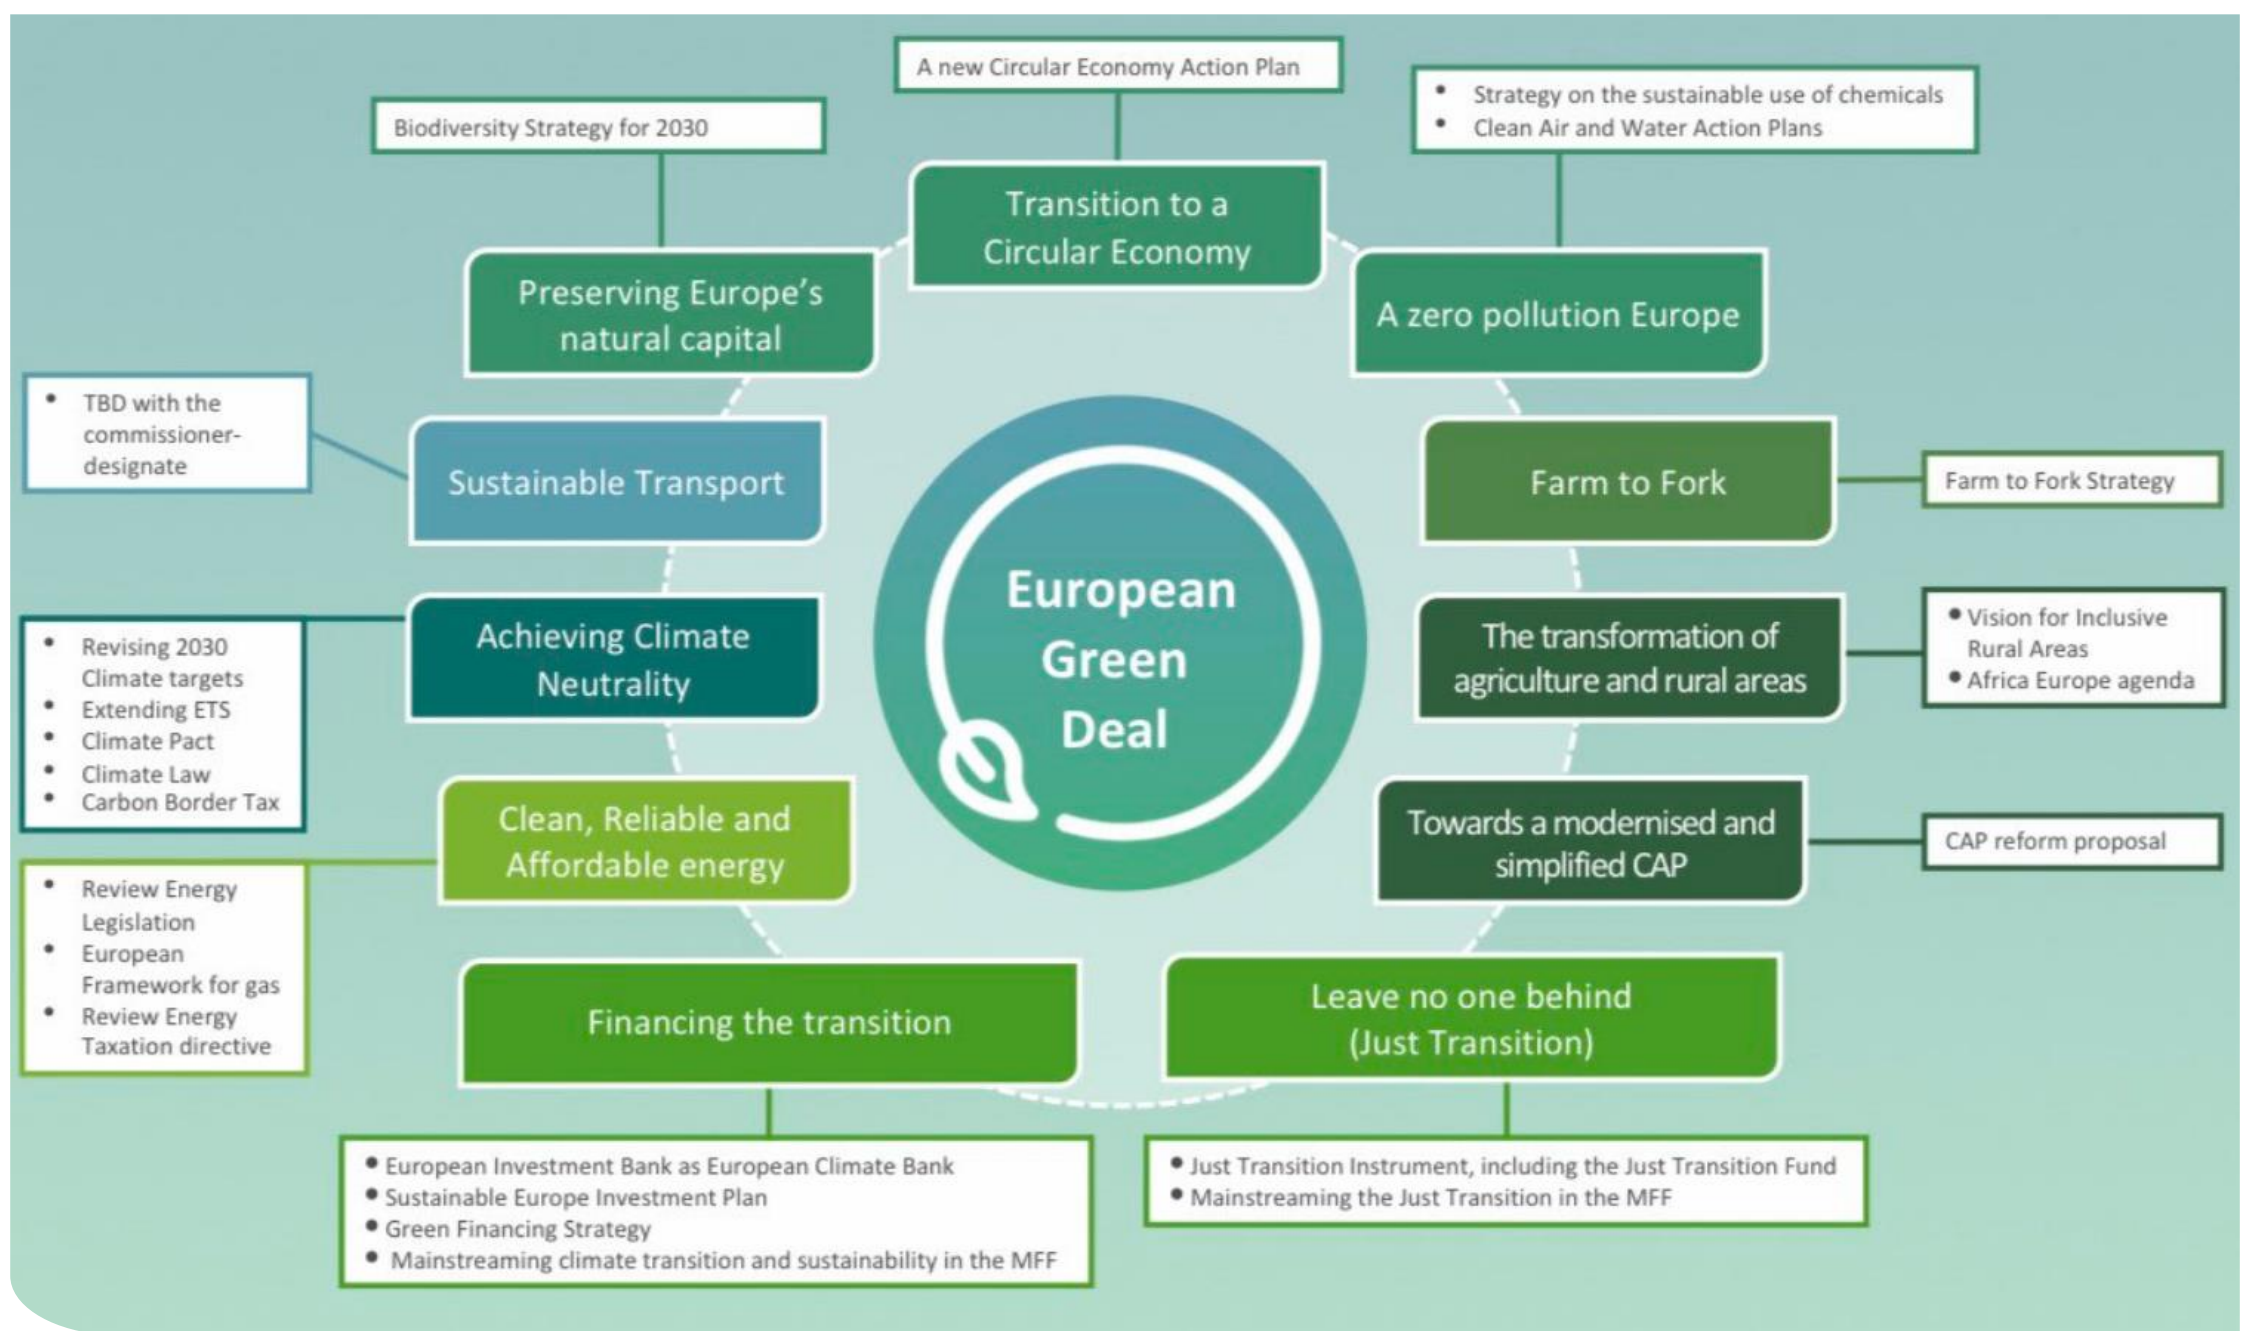 A new Circular Economy Action Plan
• Strategy on the sustainable use of chemicals
• Clean Air and Water Action Plans
Biodiversity Strategy for 2030
Transition to a
Circular Economy
Preserving Europe’s
natural capital
A zero pollution Europe
• TBD with the
commissioner-
designate
Sustainable Transport
Farm to Fork
Farm to Fork Strategy
European
Green
Deal
Achieving Climate
Neutrality
• Revising 2030
Climate targets
• Extending ETS
• Climate Pact
• Climate Law
• Carbon Border Tax
The transformation of
agriculture and rural areas
• Vision for Inclusive
Rural Areas
• Africa Europe agenda
Clean, Reliable and
Affordable energy
• Review Energy
Legislation
• European
Framework for gas
• Review Energy
Taxation directive
Towards a modernised and
simplified CAP
CAP reform proposal
Financing the transition
• European Investment Bank as European Climate Bank
• Sustainable Europe Investment Plan
• Green Financing Strategy
• Mainstreaming climate transition and sustainability in the MFF
Leave no one behind
(Just Transition)
• Just Transition Instrument, including the Just Transition Fund
• Mainstreaming the Just Transition in the MFF